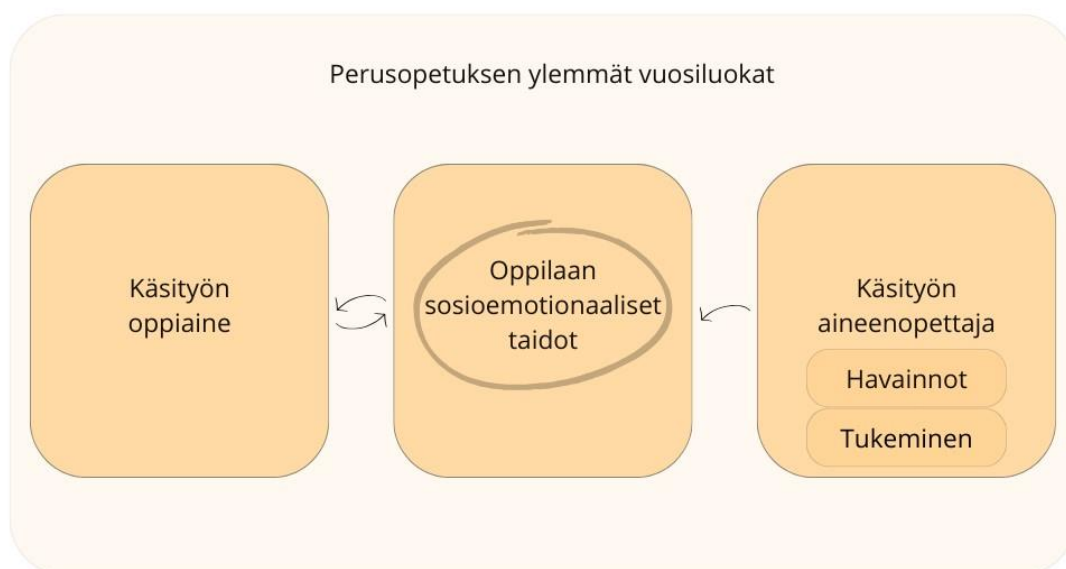 Perusopetuksen ylemmät vuosiluokat
Käsityön
oppiaine
Oppilaan
sosioemotionaaliset
taidot
Käsityön
aineenopettaja
Havainnot
Tukeminen